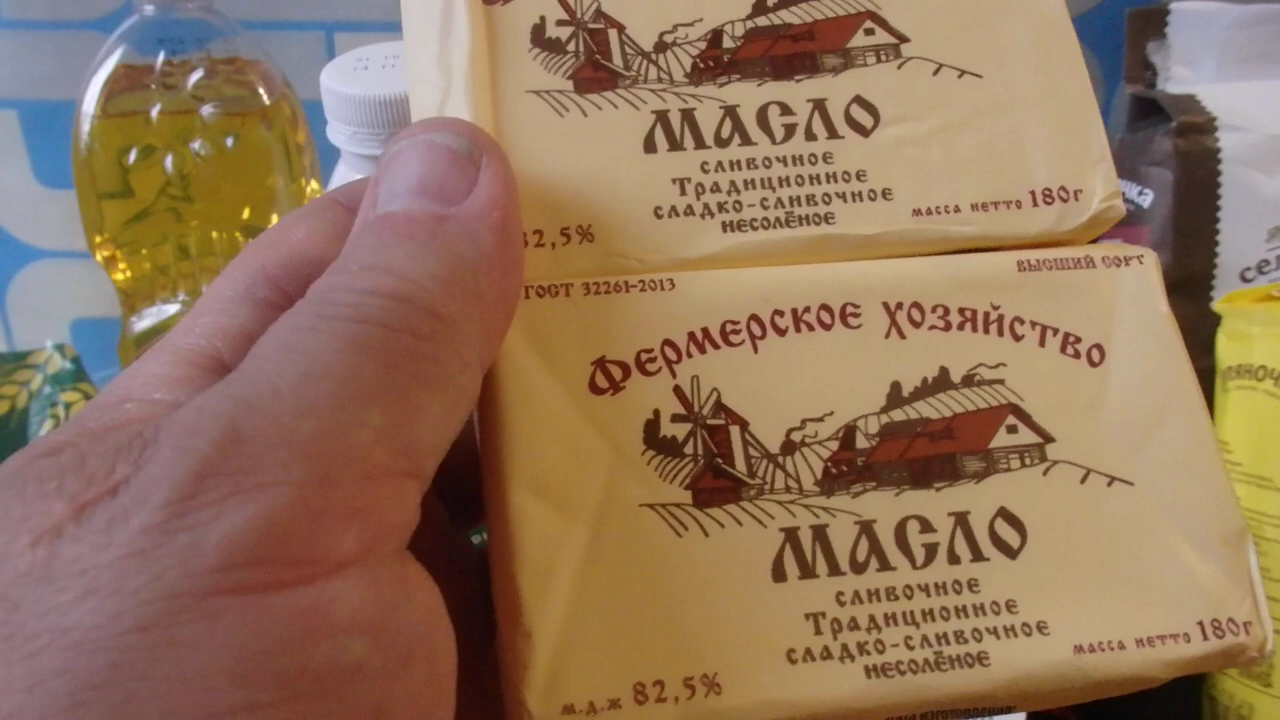 МАСЛО
СЛИВОЧНОЕ
Традиционное
СЛАДКО-СЛИВОЧНОЕ
НЕСОЛЁНОЕ
82,5%
МАССА НЕТТО 180г
ГОСТ 32261-2013
ВЫСШИЙ СОРТ
Фермерское хозяйство
МАСЛО
СЛИВОЧНОЕ
Традиционное
СЛАДКО-СЛИВОЧНОЕ
НЕСОЛЁНОЕ
м.д.ж 82,5%
МАССА НЕТТО 180г